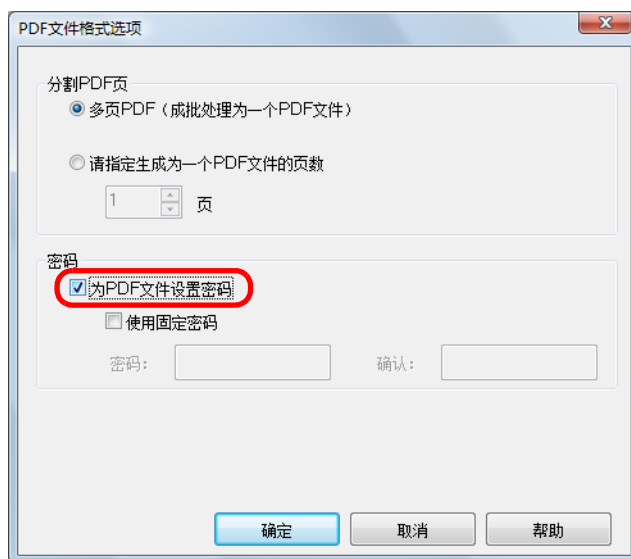 PDF文件格式选项
分割PDF页
多页PDF（成批处理为一个PDF文件）
请指定生成为一个PDF文件的页数
1 页
密码
为PDF文件设置密码
使用固定密码
密码： 确认：
确定 取消 帮助